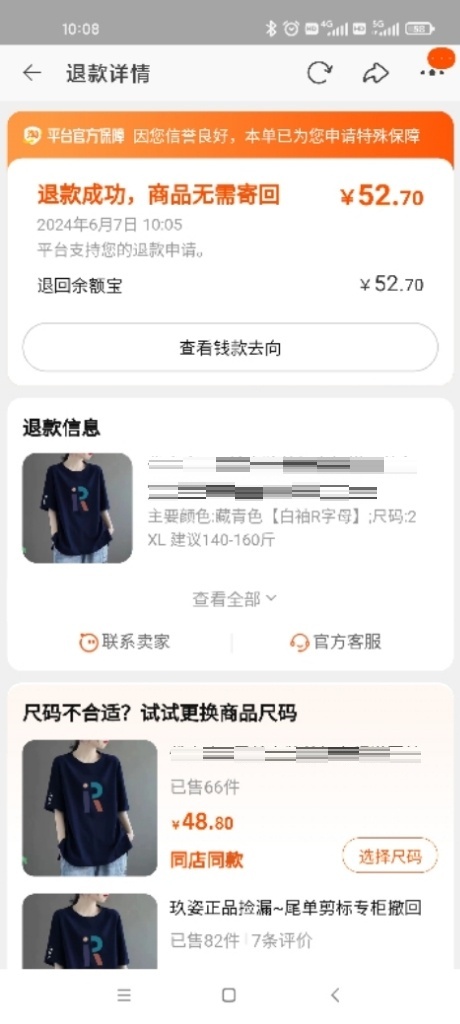 10:08
4G
5G
58
退款详情
平台官方保障 因您信誉良好，本单已为您申请特殊保障
退款成功，商品无需寄回
￥52.70
2024年6月7日 10:05
平台支持您的退款申请。
退回余额宝
￥52.70
查看钱款去向
退款信息
主要颜色:藏青色【白袖R字母】;尺码:2
XL 建议140-160斤
查看全部
联系卖家
官方客服
尺码不合适？试试更换商品尺码
已售66件
￥48.80
同店同款
选择尺码
玖姿正品捡漏~尾单剪标专柜撤回
已售82件 7条评价